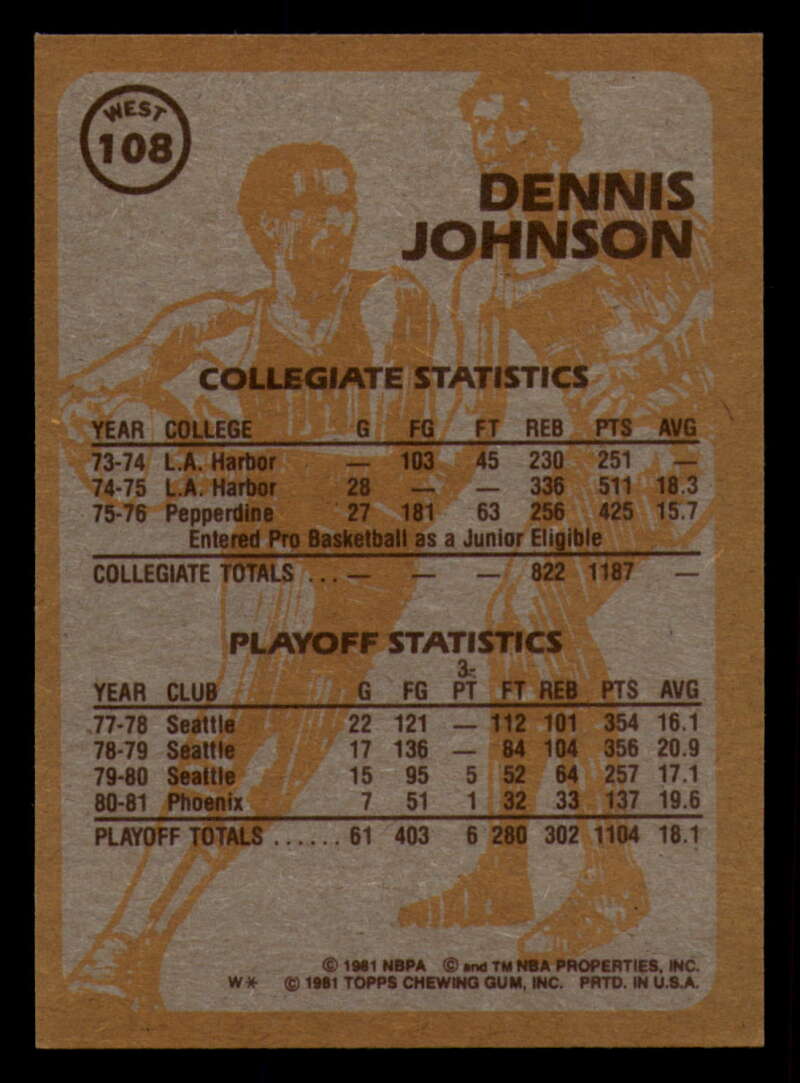 WEST
108
DENNIS
JOHNSON
COLLEGIATE STATISTICS
YEAR COLLEGE G FG FT REB PTS AVG
73-74 L.A. Harbor — 103 45 230 251 —
74-75 L.A. Harbor 28 — — 336 511 18.3
75-76 Pepperdine 27 181 63 256 425 15.7
Entered Pro Basketball as a Junior Eligible
COLLEGIATE TOTALS ... — — — 822 1187 —
PLAYOFF STATISTICS
YEAR CLUB G FG 3-PT FT REB PTS AVG
77-78 Seattle 22 121 — 112 101 354 16.1
78-79 Seattle 17 136 — 84 104 356 20.9
79-80 Seattle 15 95 5 52 64 257 17.1
80-81 Phoenix 7 51 1 32 33 137 19.6
PLAYOFF TOTALS ...... 61 403 6 280 302 1104 18.1
© 1981 NBPA © and TM NBA PROPERTIES, INC.
W* © 1981 TOPPS CHEWING GUM, INC. PRTD. IN U.S.A.